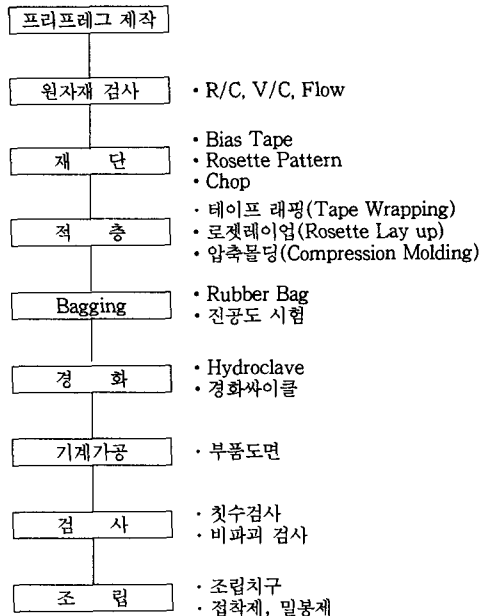 프리프레그 제작
원자재 검사
· R/C, V/C, Flow
재 단
· Bias Tape
· Rosette Pattern
· Chop
적 층
· 테이프 래핑(Tape Wrapping)
· 로젯레이업(Rosette Lay up)
· 압축몰딩(Compression Molding)
Bagging
· Rubber Bag
· 진공도 시험
경 화
· Hydroclave
· 경화싸이클
기계가공
· 부품도면
검 사
· 칫수검사
· 비파괴 검사
조 립
· 조립치구
· 접착제, 밀봉제